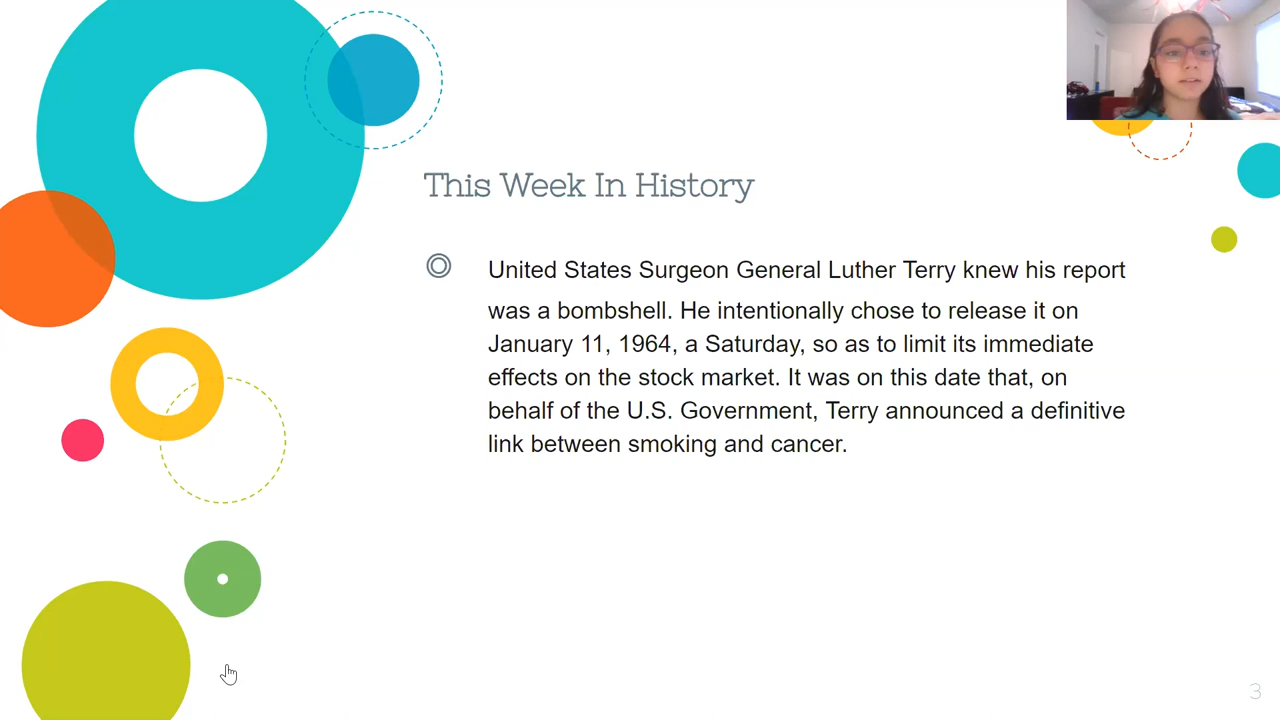 This Week In History
United States Surgeon General Luther Terry knew his report
was a bombshell. He intentionally chose to release it on
January 11, 1964, a Saturday, so as to limit its immediate
effects on the stock market. It was on this date that, on
behalf of the U.S. Government, Terry announced a definitive
link between smoking and cancer.
3